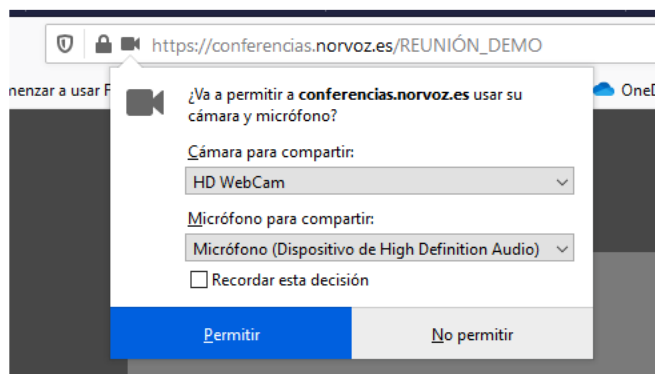 https://conferencias.norvoz.es/REUNIÓN_DEMO
menzar a usar F
OneD
¿Va a permitir a conferencias.norvoz.es usar su
cámara y micrófono?
Cámara para compartir:
HD WebCam
Micrófono para compartir:
Micrófono (Dispositivo de High Definition Audio)
Recordar esta decisión
Permitir
No permitir